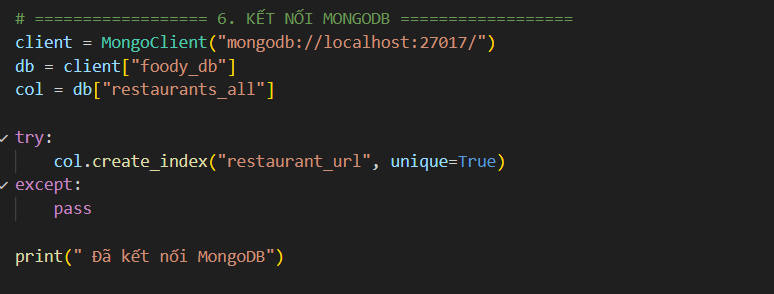 # ================== 6. KẾT NỐI MONGODB ==================
client = MongoClient("mongodb://localhost:27017/")
db = client["foody_db"]
col = db["restaurants_all"]
try:
    col.create_index("restaurant_url", unique=True)
except:
    pass
print(" Đã kết nối MongoDB")